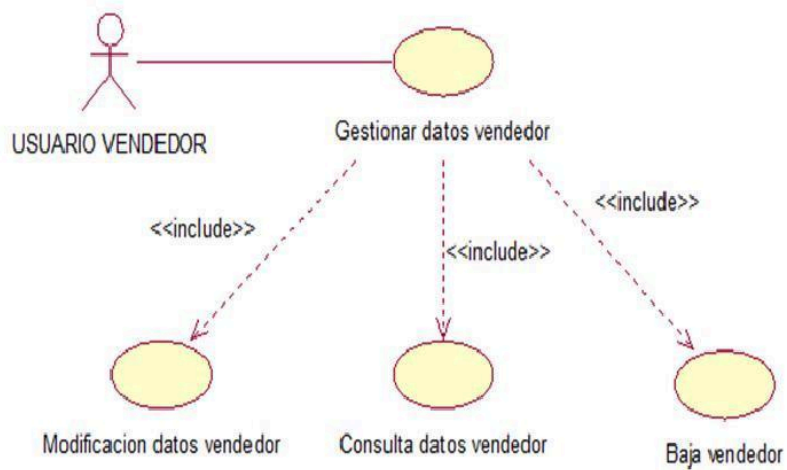 USUARIO VENDEDOR
Gestionar datos vendedor
<<include>>
<<include>>
<<include>>
Modificacion datos vendedor
Consulta datos vendedor
Baja vendedor